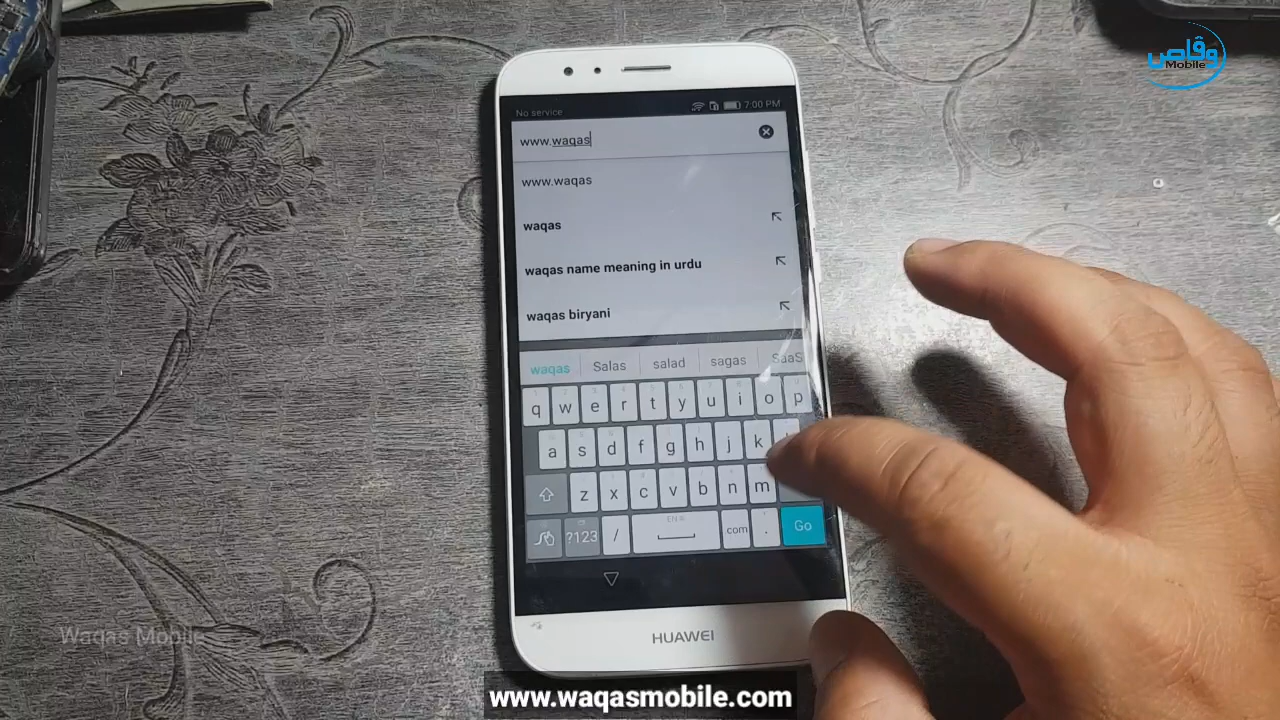 وقاص
Mobile
No service
7:00 PM
www.waqas
www.waqas
waqas
waqas name meaning in urdu
waqas biryani
waqas Salas salad sagas SaaS
q w e r t y u i o p
a s d f g h j k
z x c v b n m
?123 / EN com . Go
HUAWEI
Waqas Mobile
www.waqasmobile.com